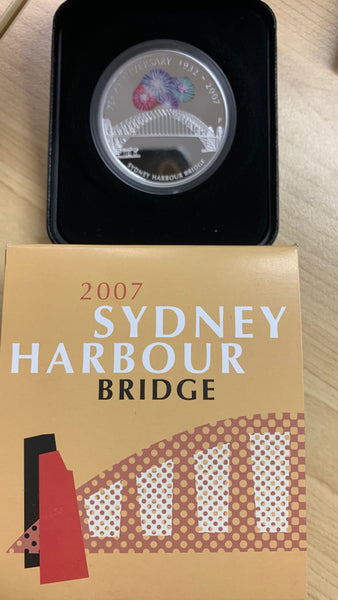 75TH ANNIVERSARY 1932 - 2007
P
SYDNEY HARBOUR BRIDGE
2007
SYDNEY
HARBOUR
BRIDGE